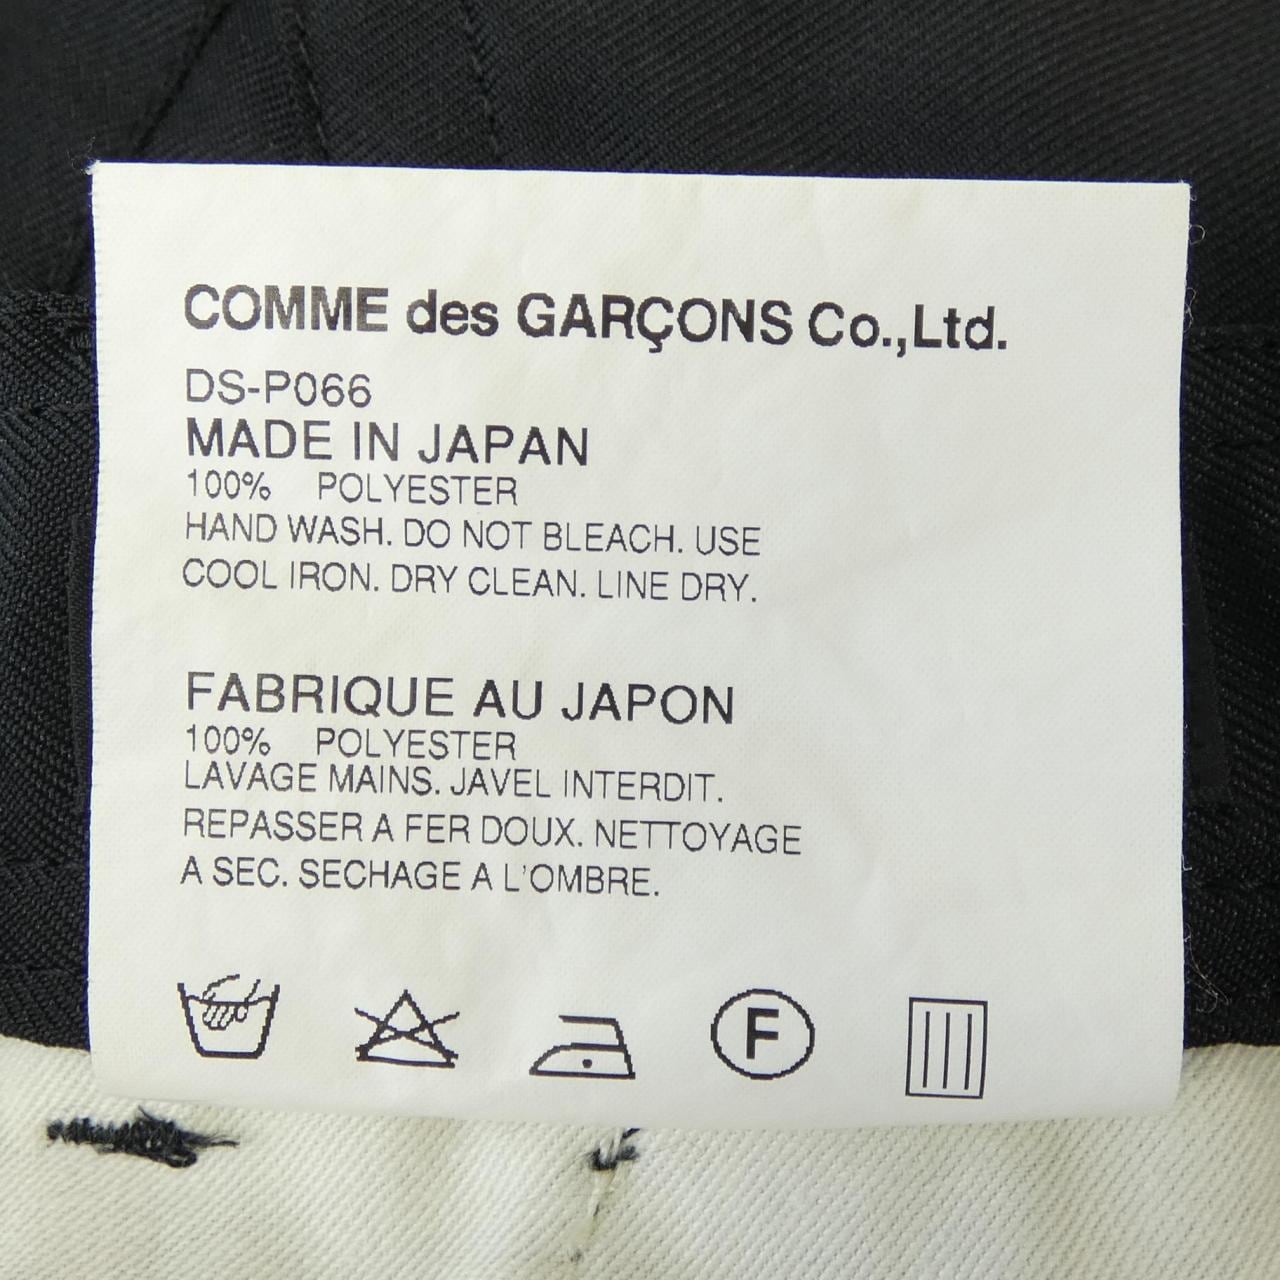 COMME des GARÇONS Co.,Ltd.
DS-P066
MADE IN JAPAN
100% POLYESTER
HAND WASH. DO NOT BLEACH. USE
COOL IRON. DRY CLEAN. LINE DRY.
FABRIQUE AU JAPON
100% POLYESTER
LAVAGE MAINS. JAVEL INTERDIT.
REPASSER A FER DOUX. NETTOYAGE
A SEC. SECHAGE A L'OMBRE.
F